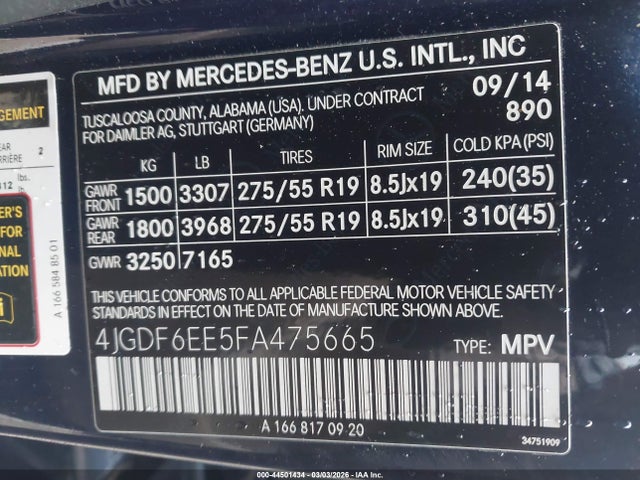 MFD BY MERCEDES-BENZ U.S. INTL., INC
TUSCALOOSA COUNTY, ALABAMA (USA). UNDER CONTRACT 09/14
FOR DAIMLER AG, STUTTGART (GERMANY) 890
KG LB TIRES RIM SIZE COLD KPA (PSI)
GAWR FRONT 1500 3307 275/55 R19 8.5Jx19 240(35)
GAWR REAR 1800 3968 275/55 R19 8.5Jx19 310(45)
GVWR 3250 7165
THIS VEHICLE CONFORMS TO ALL APPLICABLE FEDERAL MOTOR VEHICLE SAFETY
STANDARDS IN EFFECT ON THE DATE OF MANUFACTURE SHOWN ABOVE.
4JGDF6EE5FA475665 TYPE: MPV
A 166 817 09 20
34751909
A 166 584 85 01
000-44501434 - 03/03/2026 - IAA Inc.